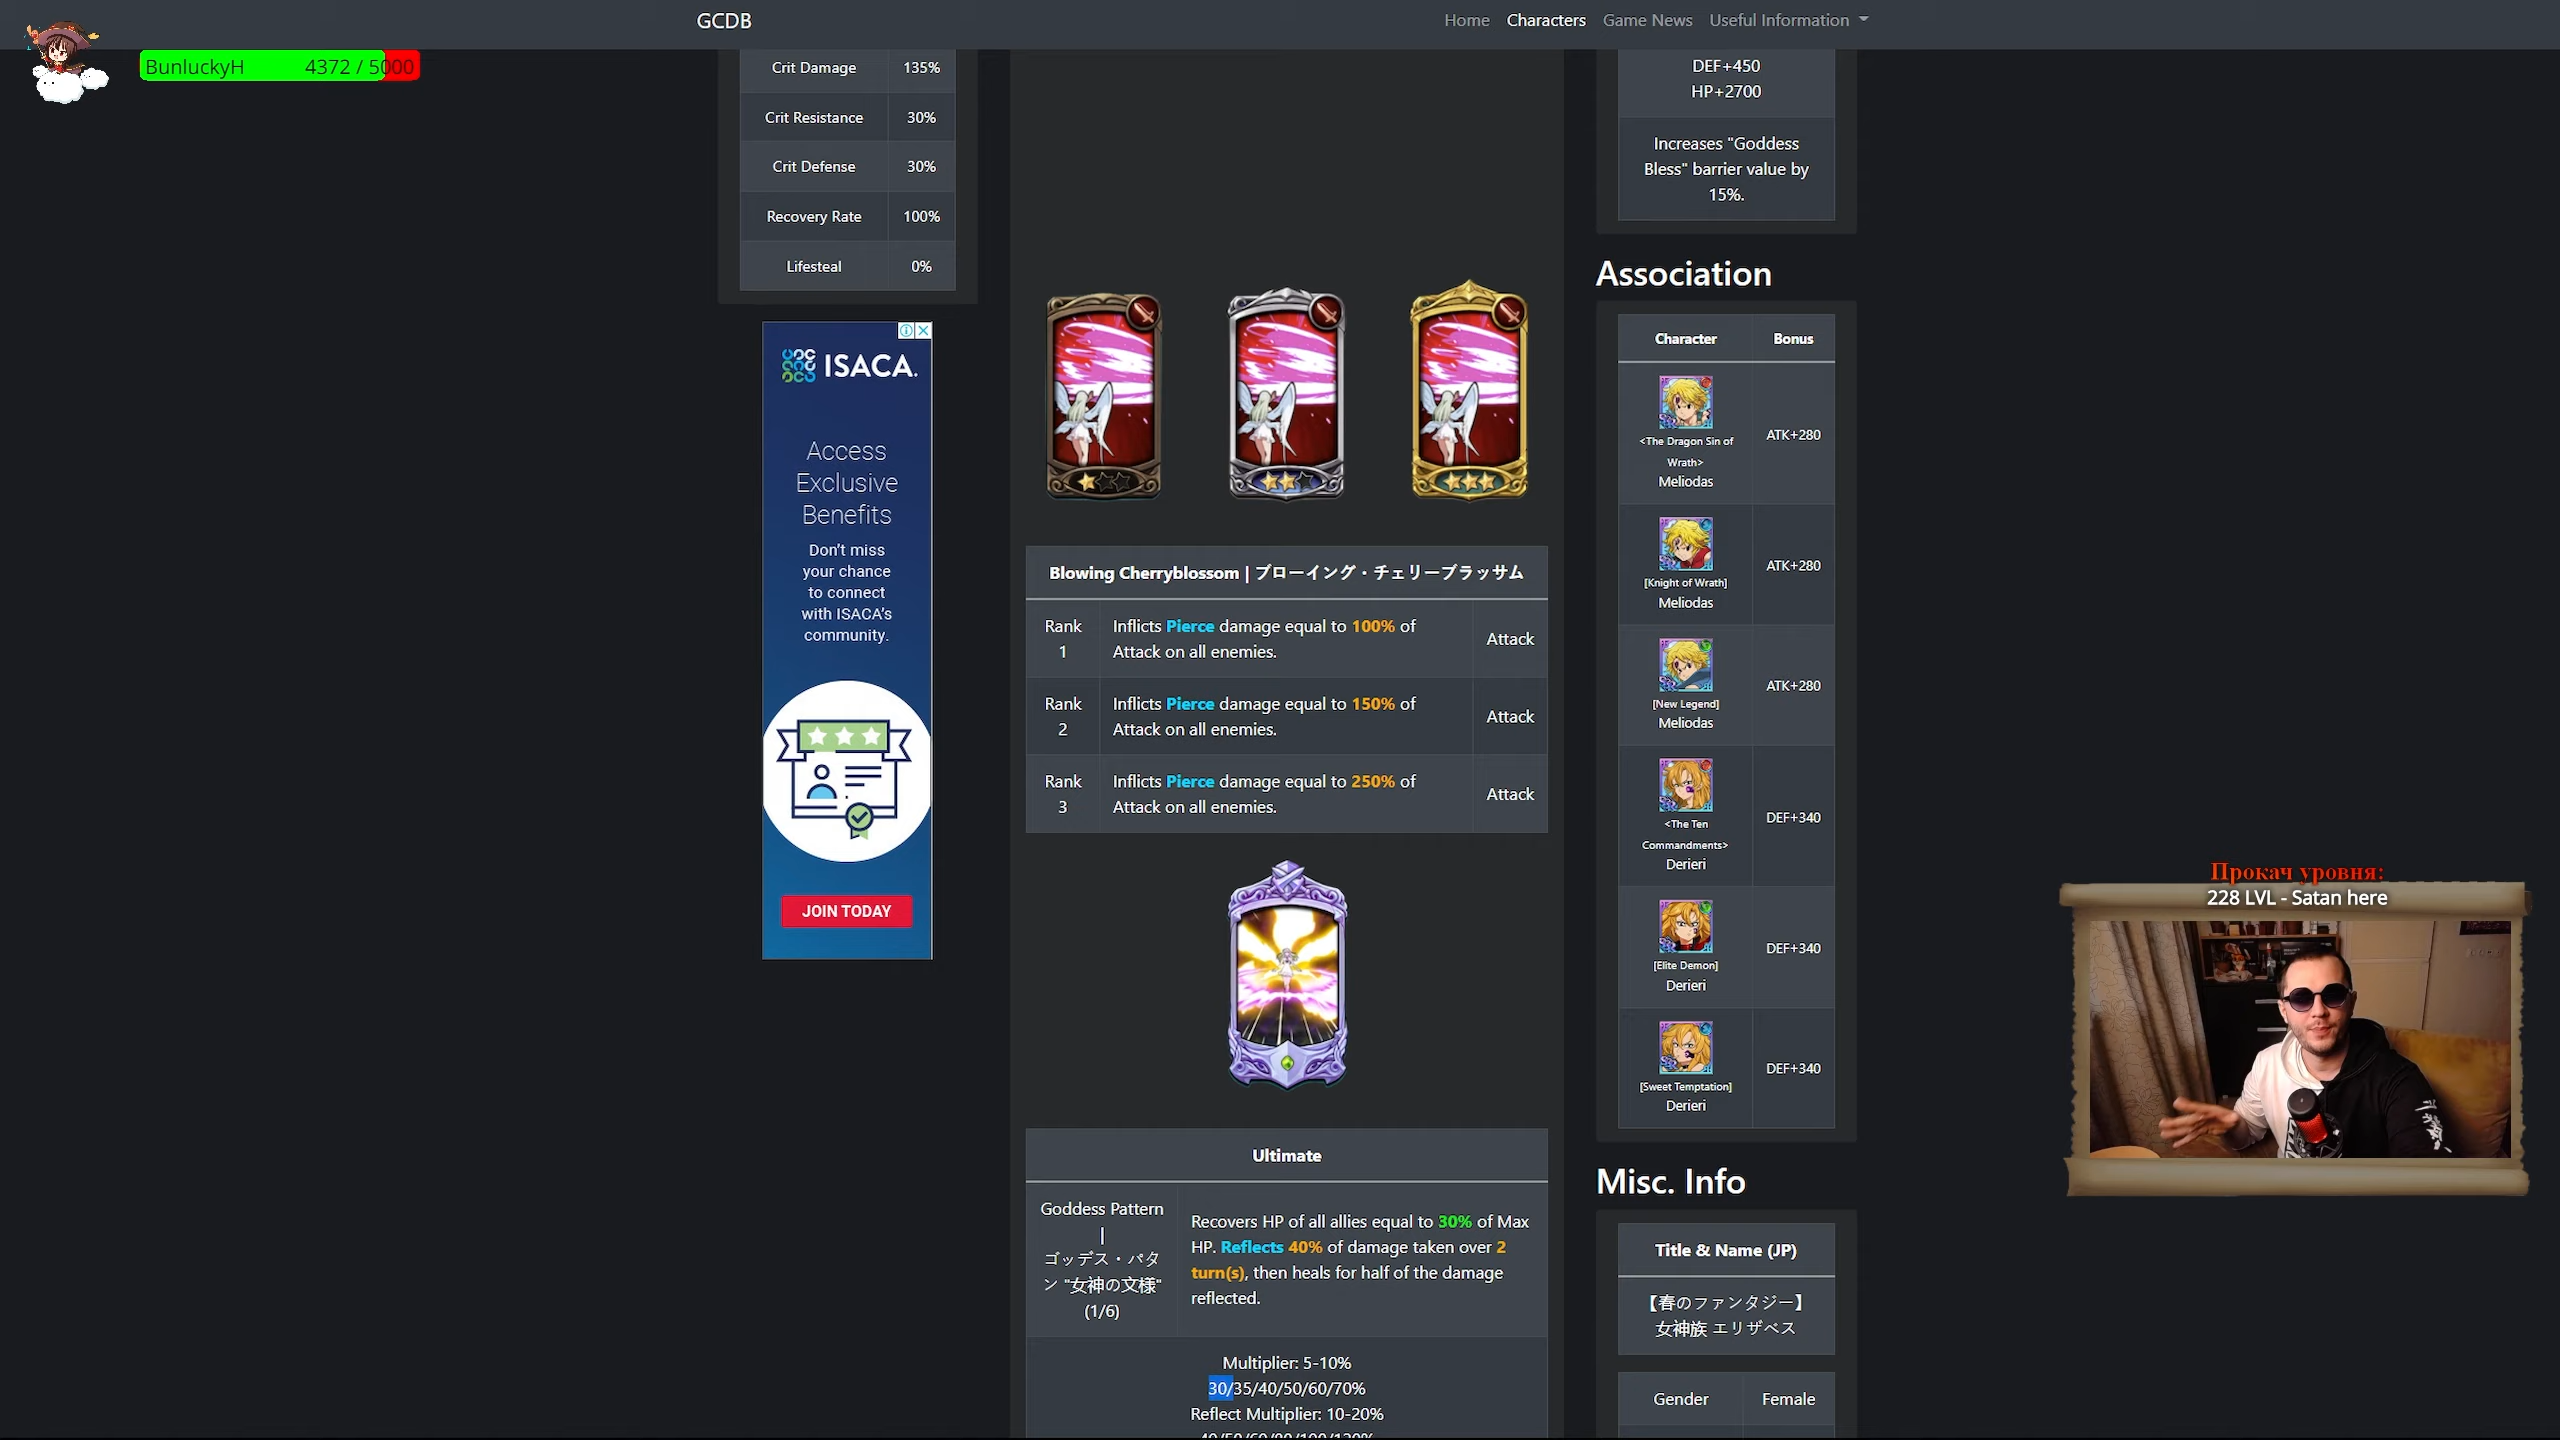 GCDB
Home
Characters
Game News
Useful Information
BunluckyH
4372 / 5000
Crit Damage
135%
Crit Resistance
30%
Crit Defense
30%
Recovery Rate
100%
Lifesteal
0%
ISACA.
Access
Exclusive
Benefits
Don't miss
your chance
to connect
with ISACA's
community.
JOIN TODAY
Blowing Cherryblossom | ブローイング・チェリーブラッサム
Rank
1
Inflicts Pierce damage equal to 100% of
Attack on all enemies.
Attack
Rank
2
Inflicts Pierce damage equal to 150% of
Attack on all enemies.
Attack
Rank
3
Inflicts Pierce damage equal to 250% of
Attack on all enemies.
Attack
Ultimate
Goddess Pattern
|
ゴッデス・パタ
ン "女神の文様"
(1/6)
Recovers HP of all allies equal to 30% of Max
HP. Reflects 40% of damage taken over 2
turn(s), then heals for half of the damage
reflected.
Multiplier: 5-10%
30/35/40/50/60/70%
Reflect Multiplier: 10-20%
40/50/60/80/100/120%
DEF+450
HP+2700
Increases "Goddess
Bless" barrier value by
15%.
Association
Character
Bonus
<The Dragon Sin of
Wrath>
Meliodas
ATK+280
[Knight of Wrath]
Meliodas
ATK+280
[New Legend]
Meliodas
ATK+280
<The Ten
Commandments>
Derieri
DEF+340
[Elite Demon]
Derieri
DEF+340
[Sweet Temptation]
Derieri
DEF+340
Misc. Info
Title & Name (JP)
【春のファンタジー】
女神族 エリザベス
Gender
Female
Прокач уровня:
228 LVL - Satan here